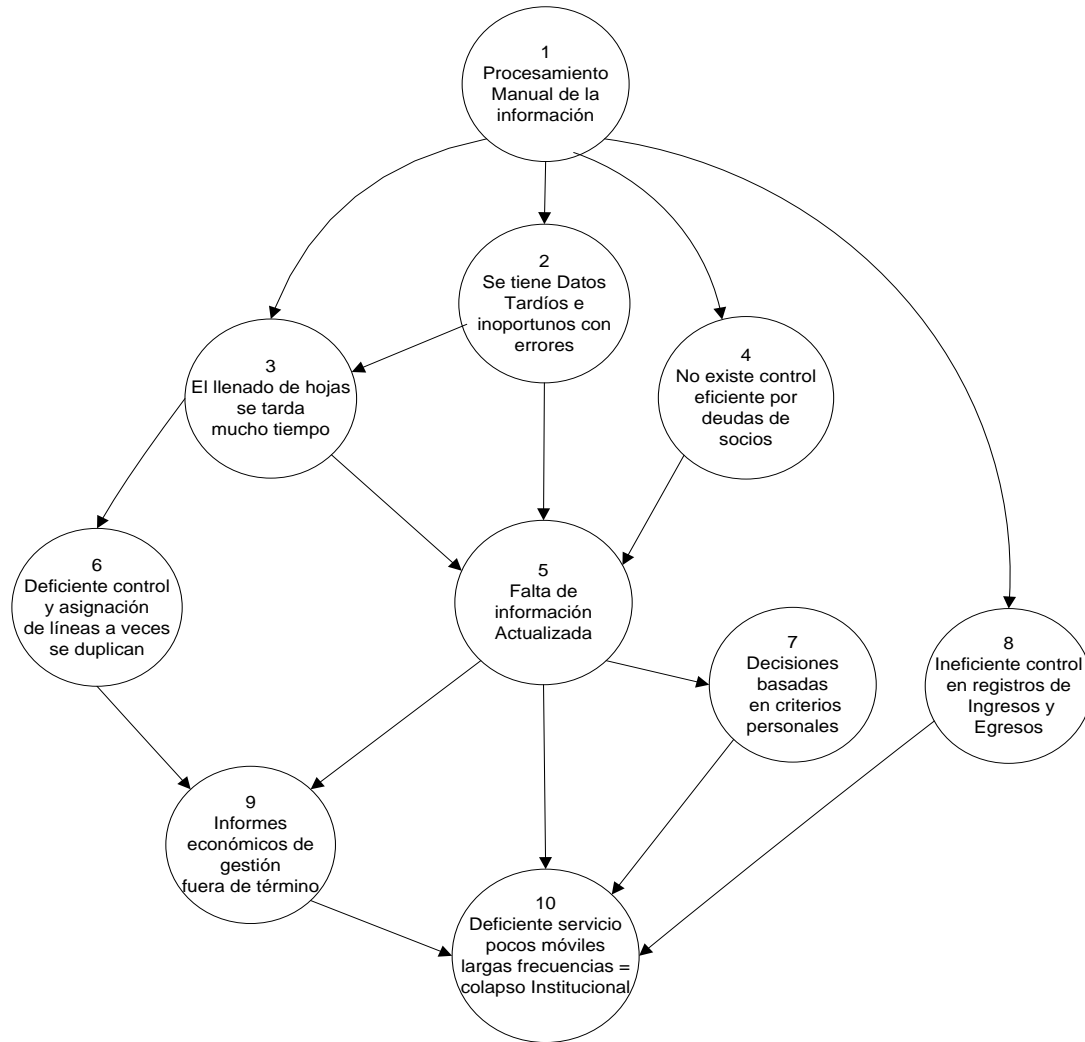 1
Procesamiento
Manual de la
información
2
Se tiene Datos
Tardíos e
inoportunos con
errores
3
El llenado de hojas
se tarda
mucho tiempo
4
No existe control
eficiente por
deudas de
socios
5
Falta de
información
Actualizada
6
Deficiente control
y asignación
de líneas a veces
se duplican
7
Decisiones
basadas
en criterios
personales
8
Ineficiente control
en registros de
Ingresos y
Egresos
9
Informes
económicos de
gestión
fuera de término
10
Deficiente servicio
pocos móviles
largas frecuencias =
colapso Institucional